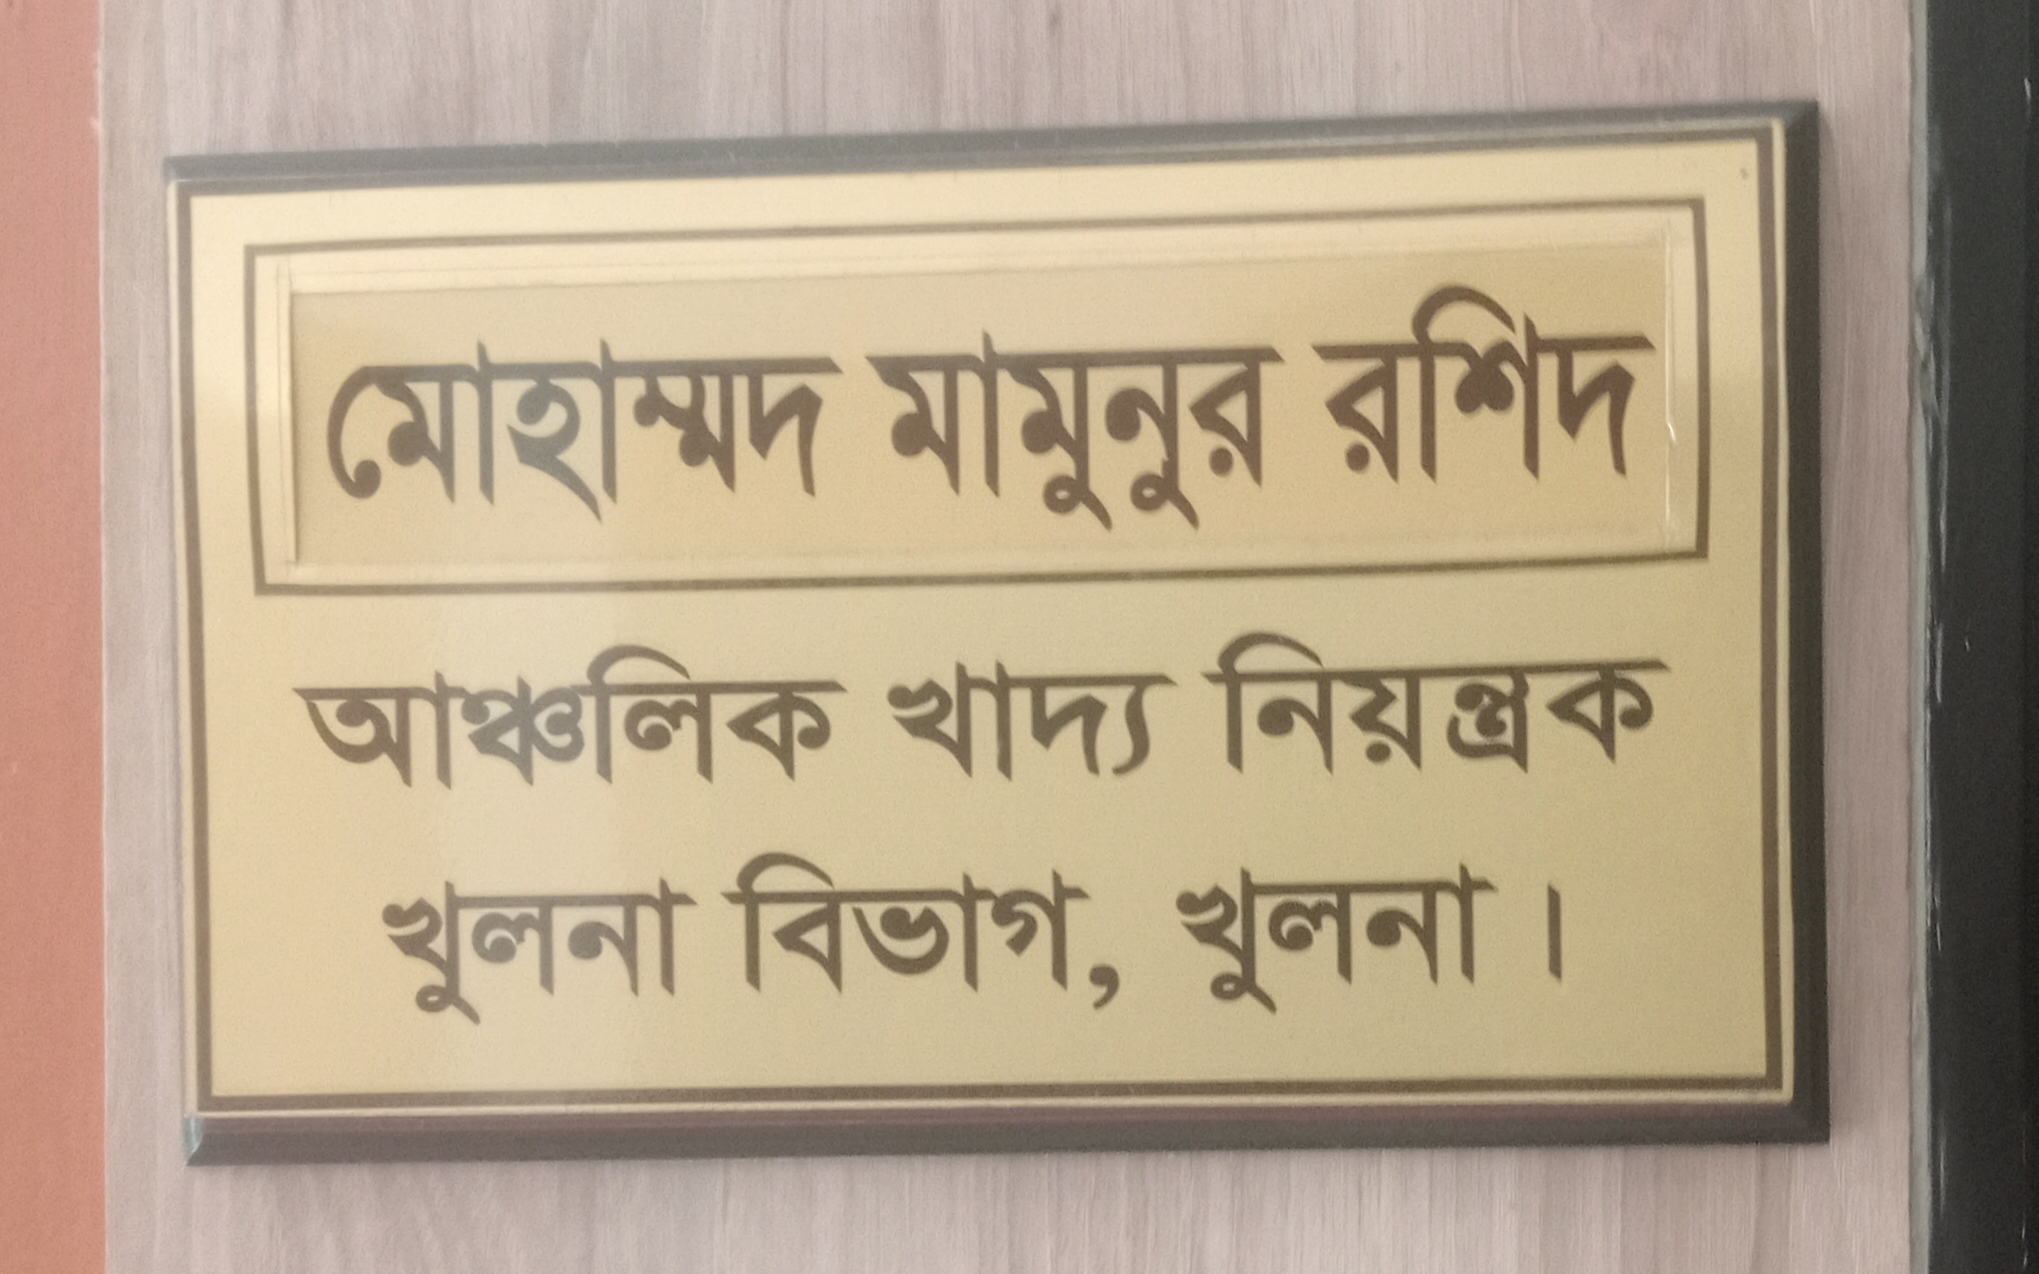 মোহাম্মদ মামুনুর রশিদ
আঞ্চলিক খাদ্য নিয়ন্ত্রক
খুলনা বিভাগ, খুলনা ।